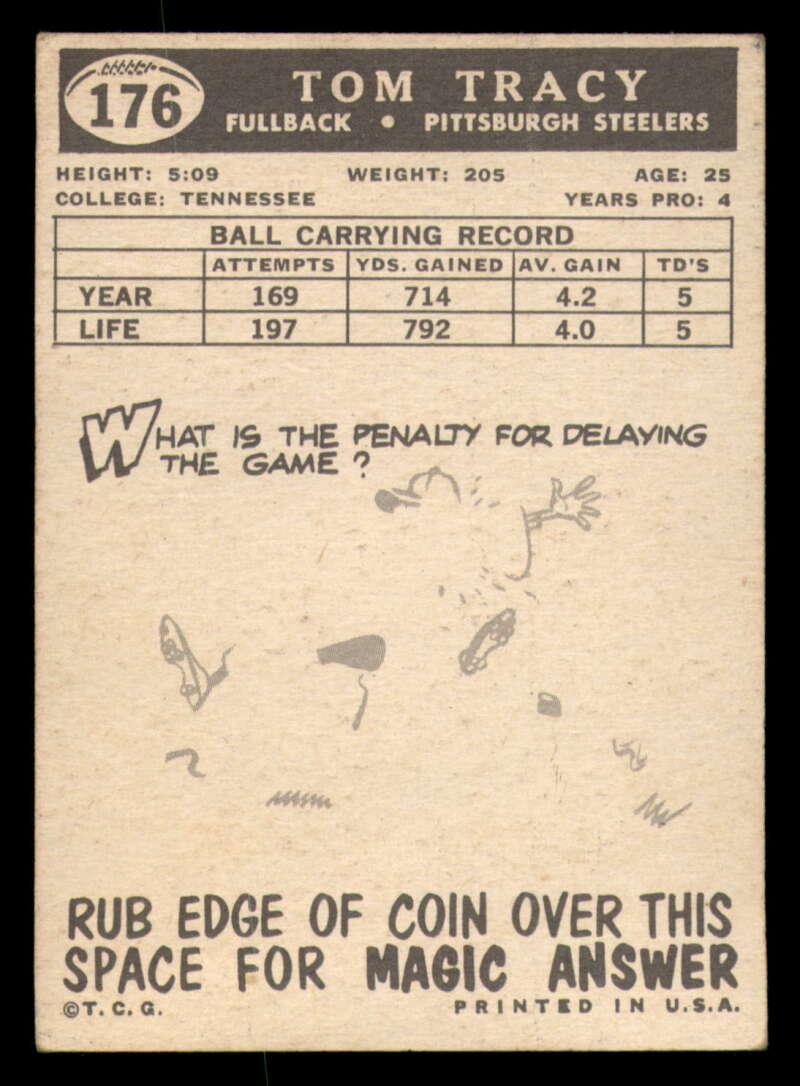 176
TOM TRACY
FULLBACK • PITTSBURGH STEELERS
HEIGHT: 5:09 WEIGHT: 205 AGE: 25
COLLEGE: TENNESSEE YEARS PRO: 4
BALL CARRYING RECORD
ATTEMPTS YDS. GAINED AV. GAIN TD'S
YEAR 169 714 4.2 5
LIFE 197 792 4.0 5
WHAT IS THE PENALTY FOR DELAYING
THE GAME ?
RUB EDGE OF COIN OVER THIS
SPACE FOR MAGIC ANSWER
©T. C. G. PRINTED IN U.S.A.